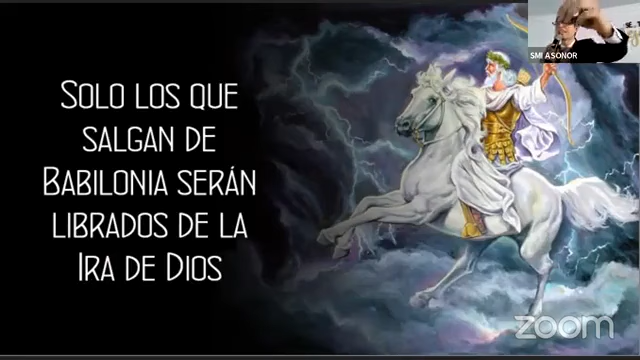 SMI ASONOR
SOLO LOS QUE
SALGAN DE
BABILONIA SERÁN
LIBRADOS DE LA
IRA DE DIOS
zoom